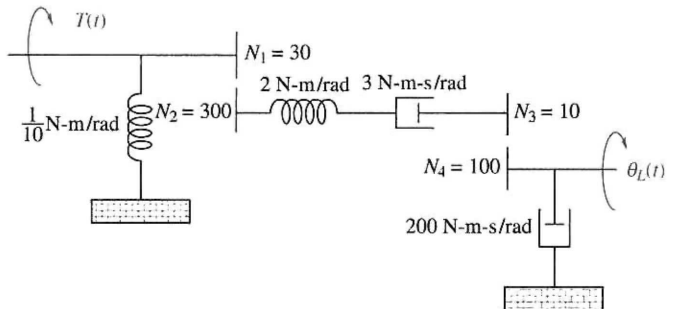 T(t)
N₁ = 30
2 N-m/rad 3 N-m-s/rad
1/10 N-m/rad
N₂ = 300
N₃ = 10
N₄ = 100
θL(t)
200 N-m-s/rad